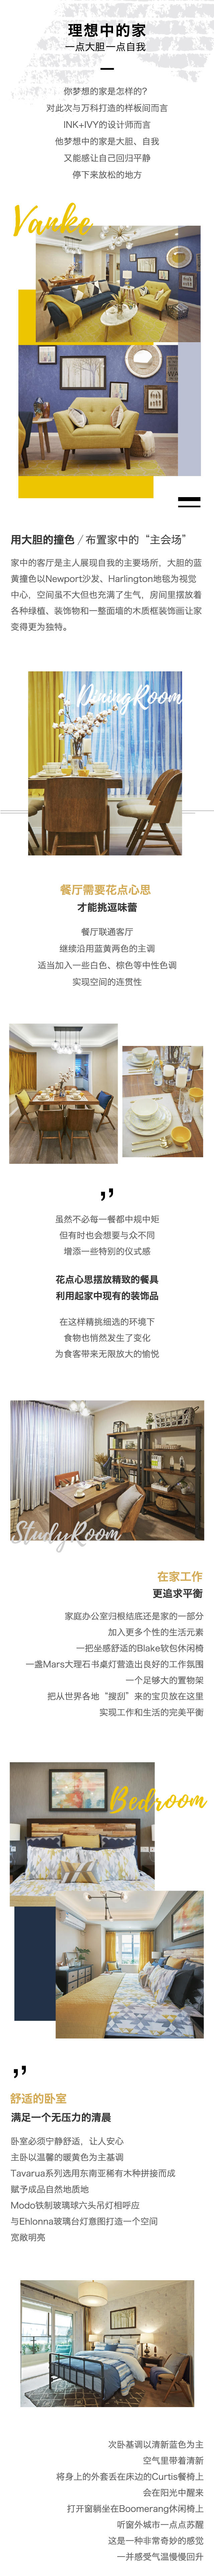 理想中的家
一点大胆一点自我
你梦想的家是怎样的?
对此次与万科打造的样板间而言
INK+IVY的设计师而言
他梦想中的家是大胆、自我
又能感让自己回归平静
停下来放松的地方
Vanke
用大胆的撞色 / 布置家中的“主会场”
家中的客厅是主人展现自我的主要场所，大胆的蓝
黄撞色以Newport沙发、Harlington地毯为视觉
中心，空间虽不大但也充满了生气，房间里摆放着
各种绿植、装饰物和一整面墙的木质框装饰画让家
变得更为独特。
DiningRoom
餐厅需要花点心思
才能挑逗味蕾
餐厅联通客厅
继续沿用蓝黄两色的主调
适当加入一些白色、棕色等中性色调
实现空间的连贯性
虽然不必每一餐都中规中矩
但有时也会想要与众不同
增添一些特别的仪式感
花点心思摆放精致的餐具
利用起家中现有的装饰品
在这样精挑细选的环境下
食物也悄然发生了变化
为食客带来无限放大的愉悦
StudyRoom
在家工作
更追求平衡
家庭办公室归根结底还是家的一部分
加入更多个性的生活元素
一把坐感舒适的Blake软包休闲椅
一盏Mars大理石书桌灯营造出良好的工作氛围
一个足够大的置物架
把从世界各地“搜刮”来的宝贝放在这里
实现工作和生活的完美平衡
Bedroom
舒适的卧室
满足一个无压力的清晨
卧室必须宁静舒适，让人安心
主卧以温馨的暖黄色为主基调
Tavarua系列选用东南亚稀有木种拼接而成
赋予成品自然地质地
Modo铁制玻璃球六头吊灯相呼应
与Ehlonna玻璃台灯意图打造一个空间
宽敞明亮
次卧基调以清新蓝色为主
空气里带着清新
将身上的外套丢在床边的Curtis餐椅上
会在阳光中醒来
打开窗躺坐在Boomerang休闲椅上
听窗外城市一点点苏醒
这是一种非常奇妙的感觉
一并感受气温慢慢回升